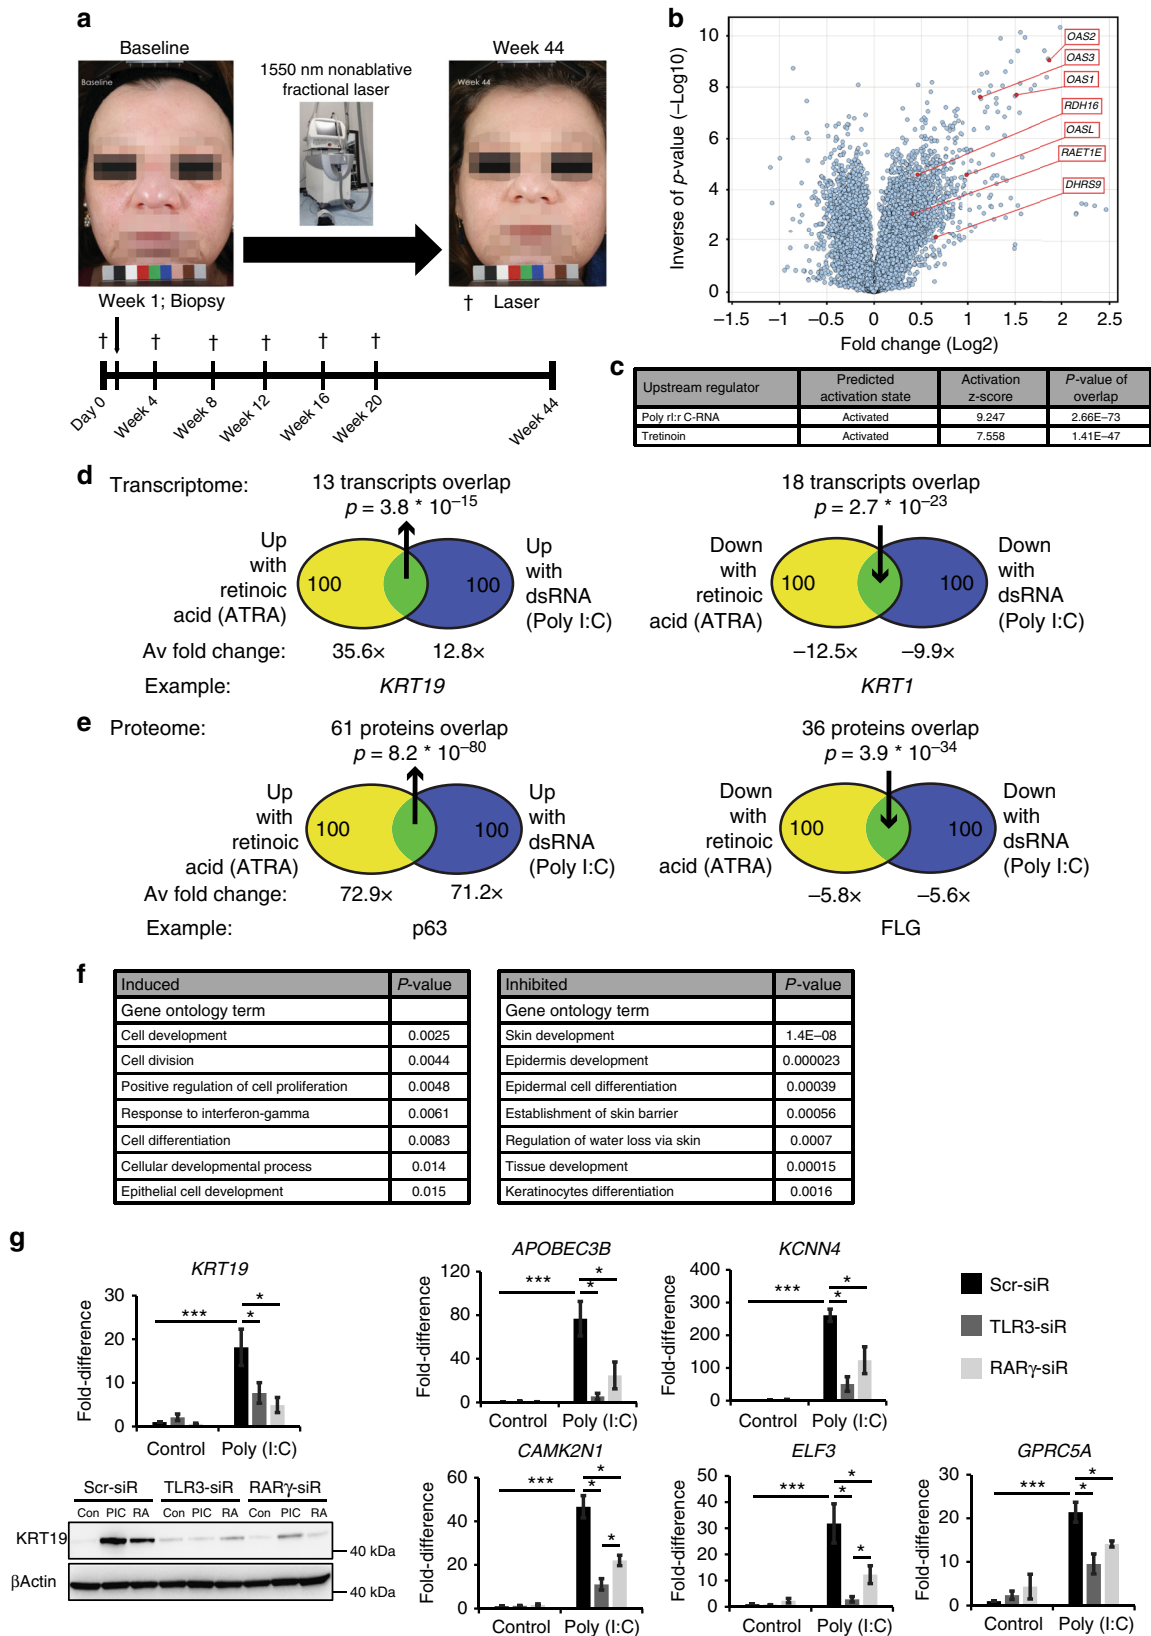 a
Baseline
Week 44
1550 nm nonablative
fractional laser
Baseline
Week 44
Week 1; Biopsy
† Laser
† † † † † †
Day 0
Week 4
Week 8
Week 12
Week 16
Week 20
Week 44
b
Inverse of p-value (–Log10)
10
8
6
4
2
0
–1.5 –1 –0.5 0 0.5 1 1.5 2 2.5
Fold change (Log2)
OAS2
OAS3
OAS1
RDH16
OASL
RAET1E
DHRS9
c
Upstream regulator
Predicted activation state
Activation z-score
P-value of overlap
Poly rI:r C-RNA Activated 9.247 2.66E–73
Tretinoin Activated 7.558 1.41E–47
d
Transcriptome:
13 transcripts overlap
p = 3.8 * 10–15
Up
with
retinoic
acid (ATRA)
100
100
Up
with
dsRNA
(Poly I:C)
Av fold change: 35.6× 12.8×
Example: KRT19
18 transcripts overlap
p = 2.7 * 10–23
Down
with
retinoic
acid (ATRA)
100
100
Down
with
dsRNA
(Poly I:C)
–12.5× –9.9×
KRT1
e
Proteome:
61 proteins overlap
p = 8.2 * 10–80
Up
with
retinoic
acid (ATRA)
100
100
Up
with
dsRNA
(Poly I:C)
Av fold change: 72.9× 71.2×
Example: p63
36 proteins overlap
p = 3.9 * 10–34
Down
with
retinoic
acid (ATRA)
100
100
Down
with
dsRNA
(Poly I:C)
–5.8× –5.6×
FLG
f
Induced P-value
Gene ontology term
Cell development 0.0025
Cell division 0.0044
Positive regulation of cell proliferation 0.0048
Response to interferon-gamma 0.0061
Cell differentiation 0.0083
Cellular developmental process 0.014
Epithelial cell development 0.015
Inhibited P-value
Gene ontology term
Skin development 1.4E–08
Epidermis development 0.000023
Epidermal cell differentiation 0.00039
Establishment of skin barrier 0.00056
Regulation of water loss via skin 0.0007
Tissue development 0.00015
Keratinocytes differentiation 0.0016
g
KRT19
Fold-difference
30
20
10
0
***
*
*
Control Poly (I:C)
APOBEC3B
Fold-difference
120
80
40
0
***
*
*
Control Poly (I:C)
KCNN4
Fold-difference
400
300
200
100
0
***
*
*
Control Poly (I:C)
Scr-siR
TLR3-siR
RARγ-siR
Scr-siR TLR3-siR RARγ-siR
Con PIC RA Con PIC RA Con PIC RA
KRT19
40 kDa
βActin
40 kDa
CAMK2N1
Fold-difference
60
40
20
0
***
*
*
*
Control Poly (I:C)
ELF3
Fold-difference
50
40
30
20
10
0
***
*
*
*
Control Poly (I:C)
GPRC5A
Fold-difference
30
20
10
0
***
*
*
Control Poly (I:C)